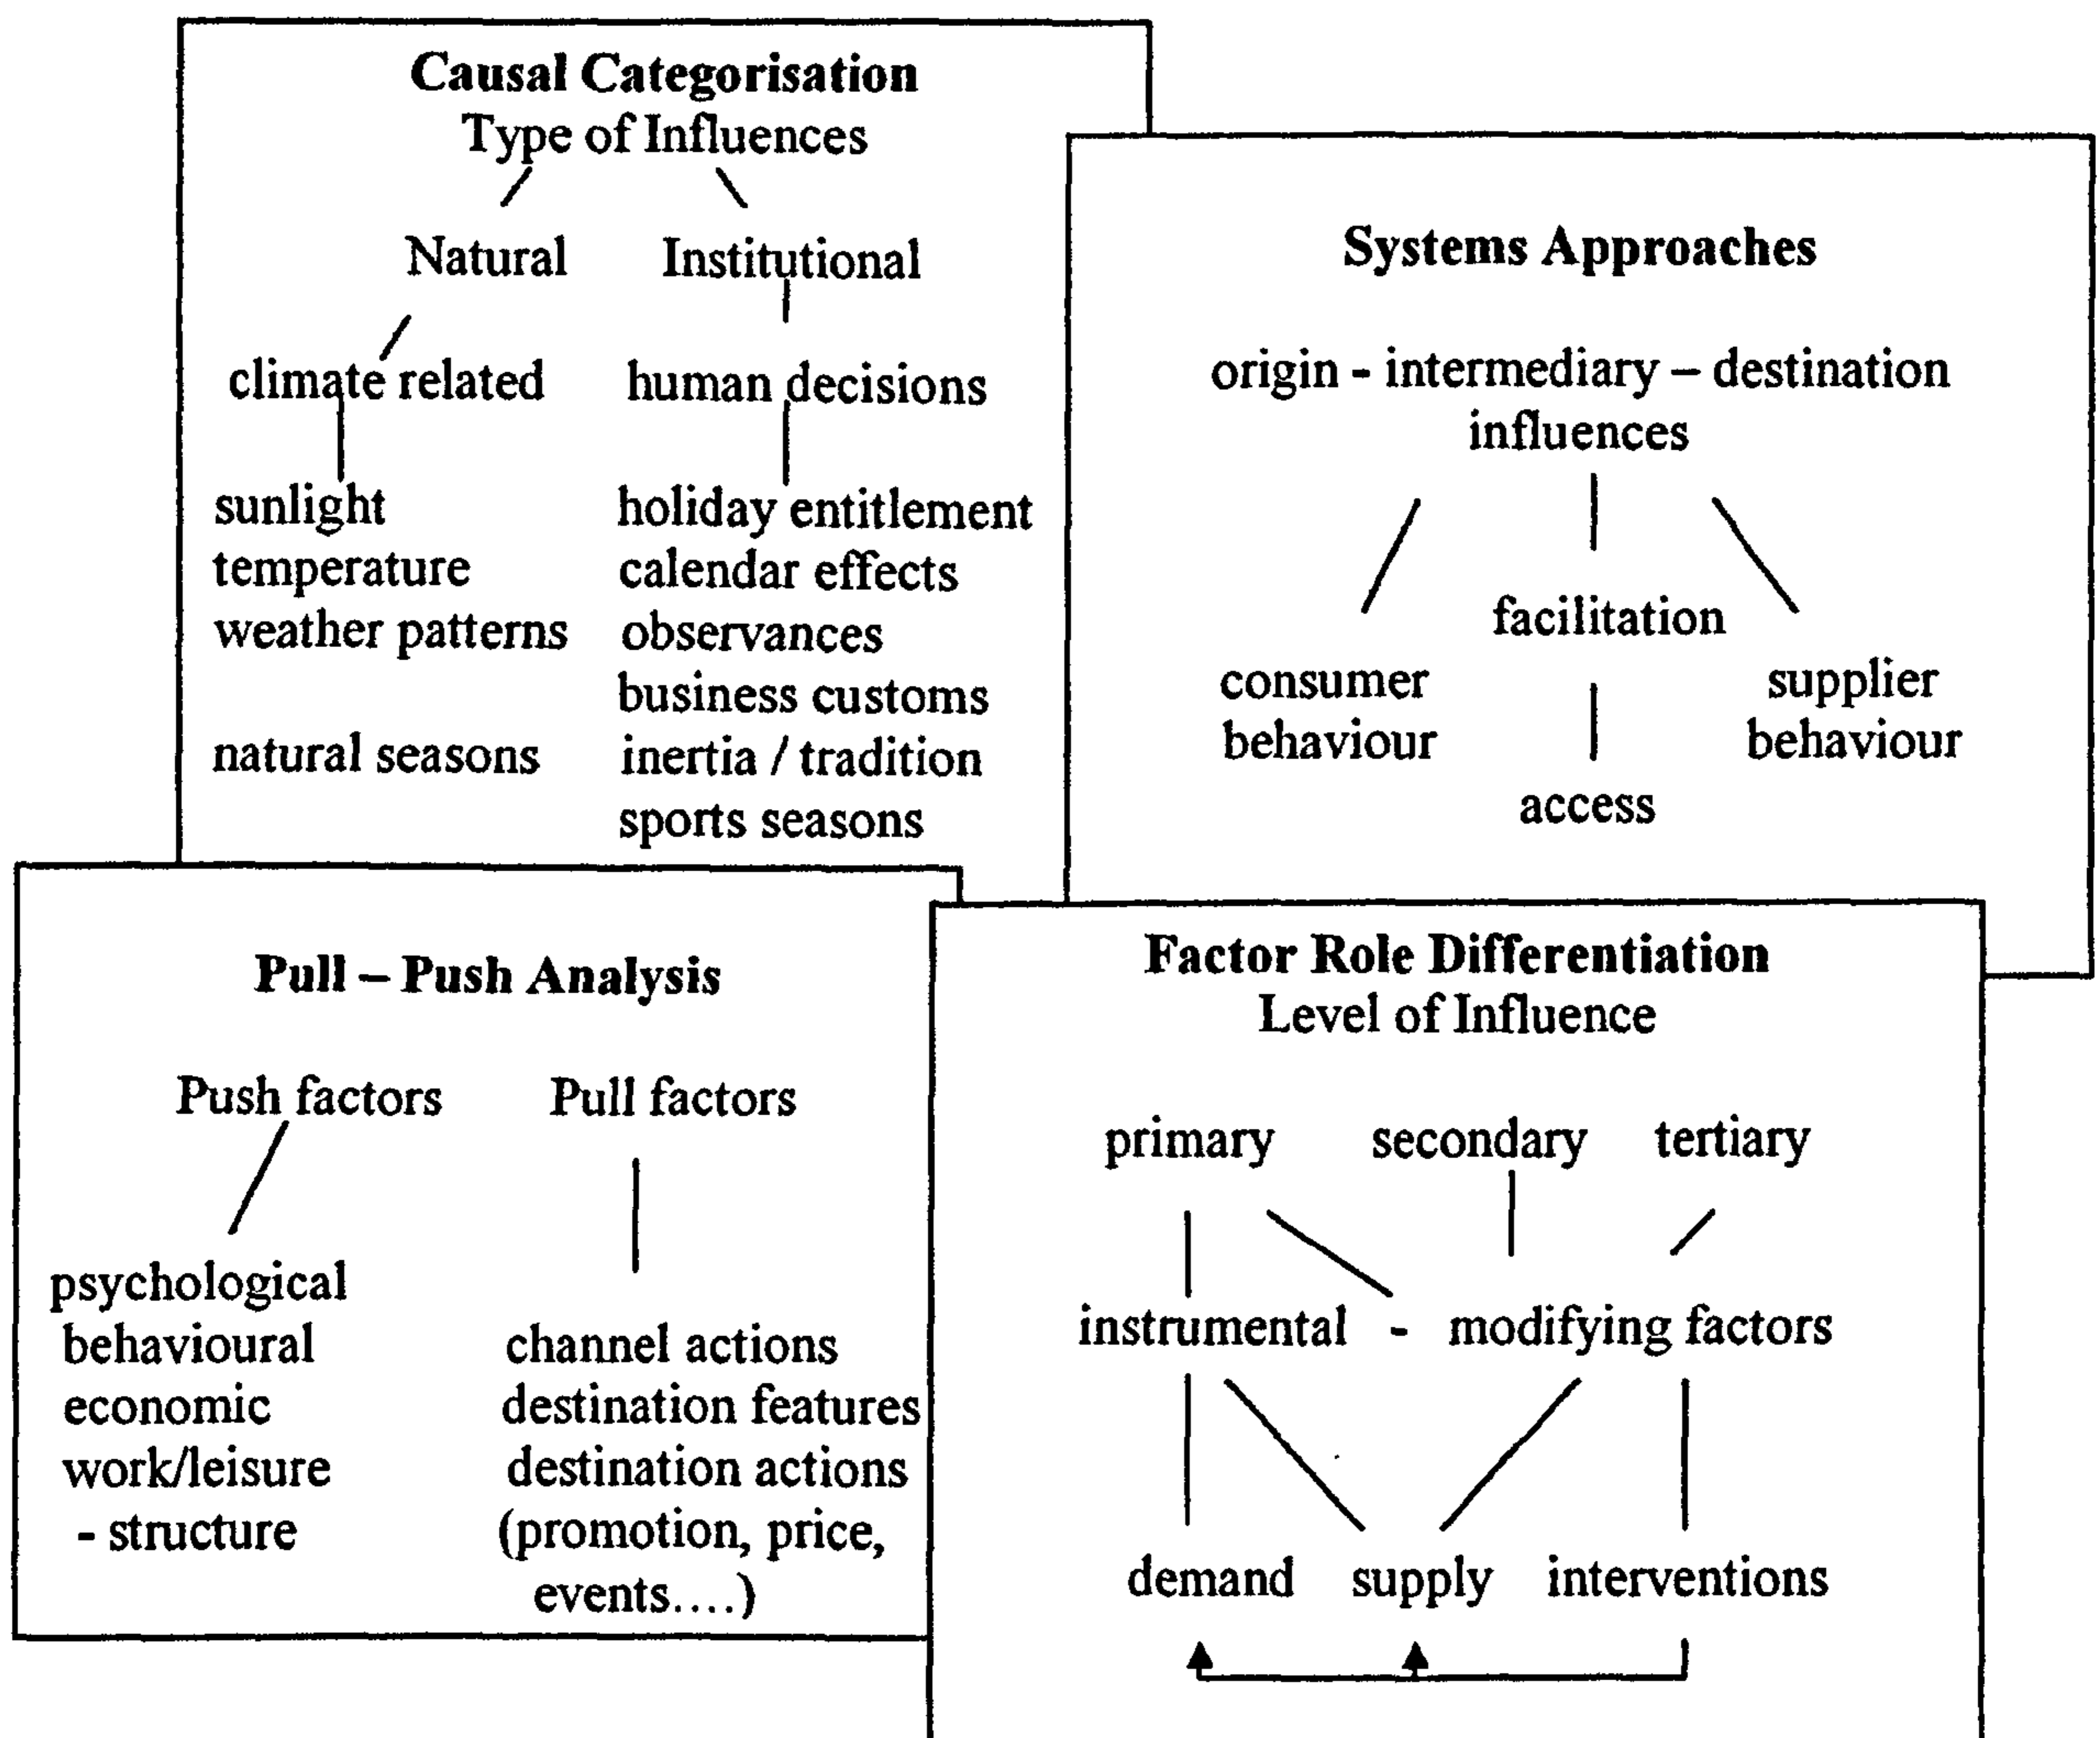 Causal Categorisation
Type of Influences
Natural Institutional
climate related human decisions
sunlight holiday entitlement
temperature calendar effects
weather patterns observances
business customs
natural seasons inertia / tradition
sports seasons
Systems Approaches
origin - intermediary – destination
influences
facilitation
consumer supplier
behaviour behaviour
access
Pull – Push Analysis
Push factors Pull factors
psychological
behavioural channel actions
economic destination features
work/leisure destination actions
- structure (promotion, price,
events....)
Factor Role Differentiation
Level of Influence
primary secondary tertiary
instrumental - modifying factors
demand supply interventions